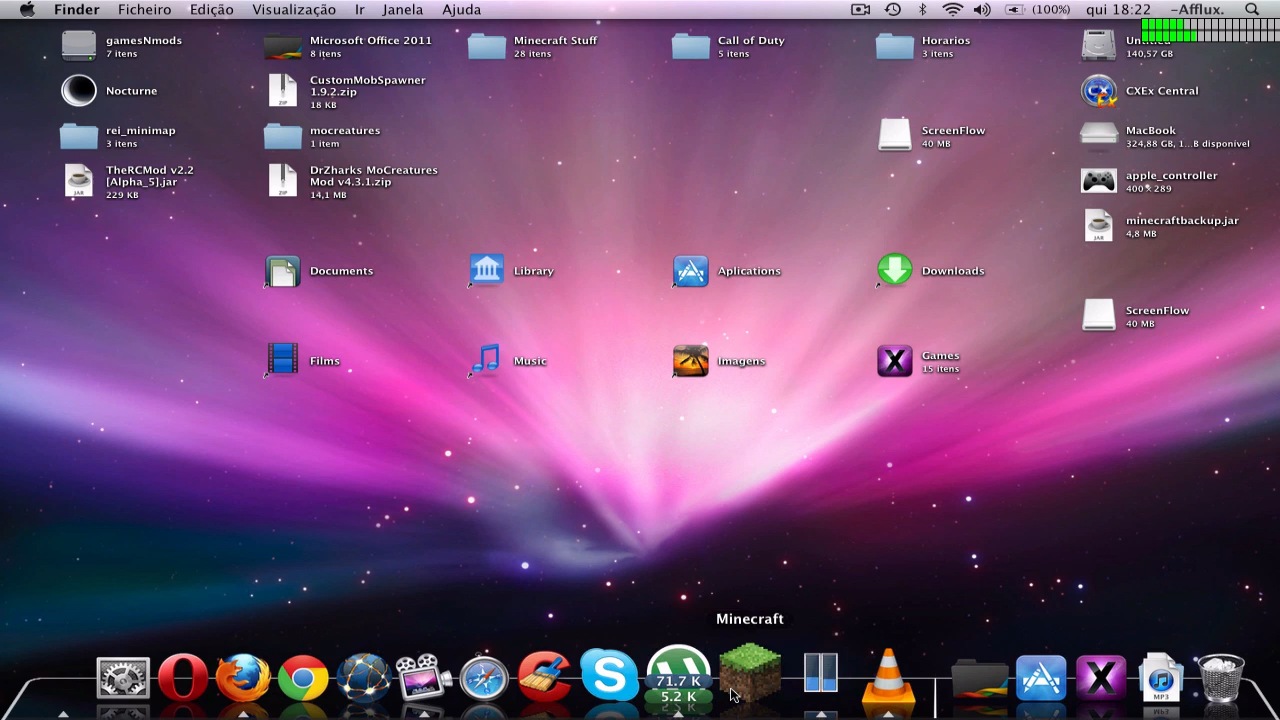 Finder Ficheiro Edição Visualização Ir Janela Ajuda (100%) qui 18:22 -Afflux.
gamesNmods
7 itens
Microsoft Office 2011
8 itens
Minecraft Stuff
28 itens
Call of Duty
5 itens
Horarios
3 itens
140,57 GB
Nocturne
CustomMobSpawner
1.9.2.zip
18 KB
CXEx Central
rei_minimap
3 itens
mocreatures
1 item
ScreenFlow
40 MB
MacBook
324,88 GB, 1...B disponível
TheRCMod v2.2
[Alpha_5].jar
229 KB
DrZharks MoCreatures
Mod v4.3.1.zip
14,1 MB
apple_controller
400 × 289
minecraftbackup.jar
4,8 MB
Documents
Library
Aplications
Downloads
ScreenFlow
40 MB
Films
Music
Imagens
Games
15 itens
Minecraft
71.7 K
5.2 K
MP3